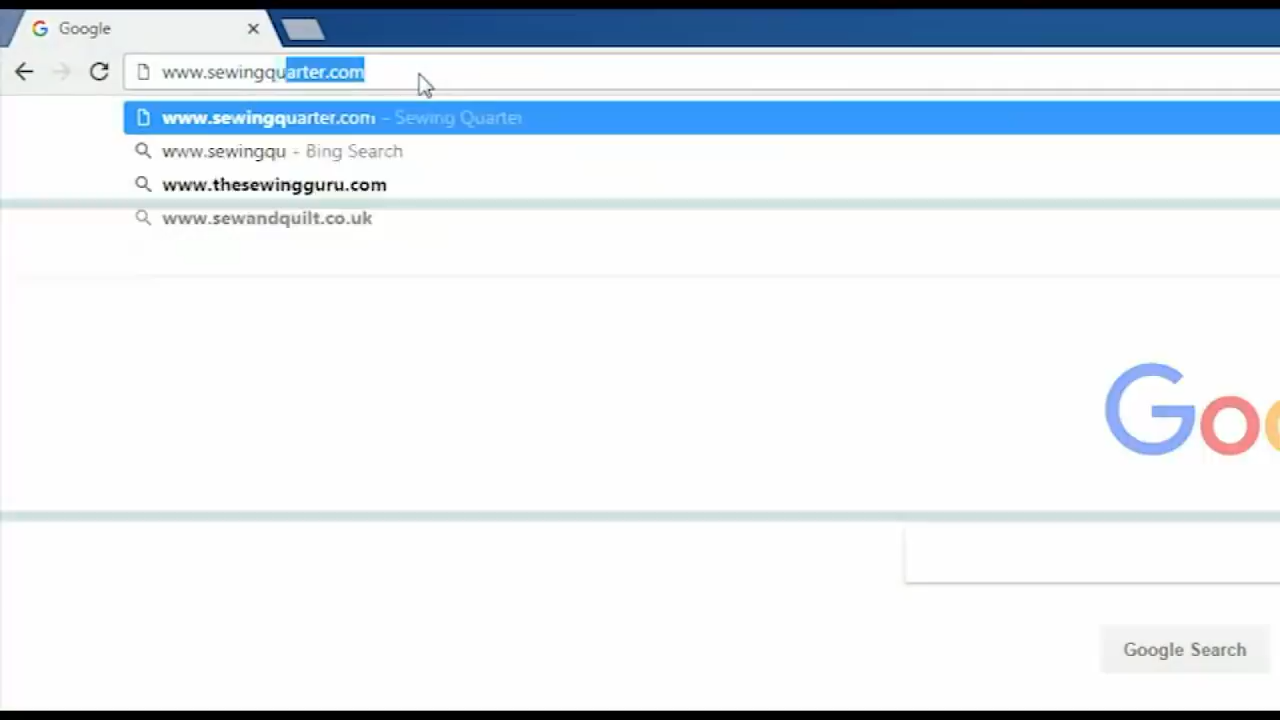 Google
www.sewingquarter.com
www.sewingquarter.com – Sewing Quarter
www.sewingqu - Bing Search
www.thesewingguru.com
www.sewandquilt.co.uk
Google Search